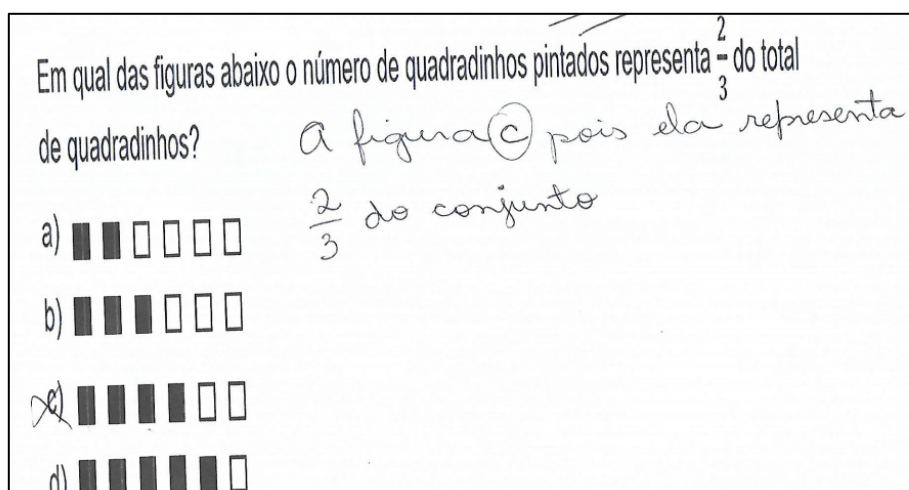 Em qual das figuras abaixo o número de quadradinhos pintados representa 2/3 do total
de quadradinhos?
a figura c pois ela representa
2/3 do conjunto
a)
b)
c)
d)